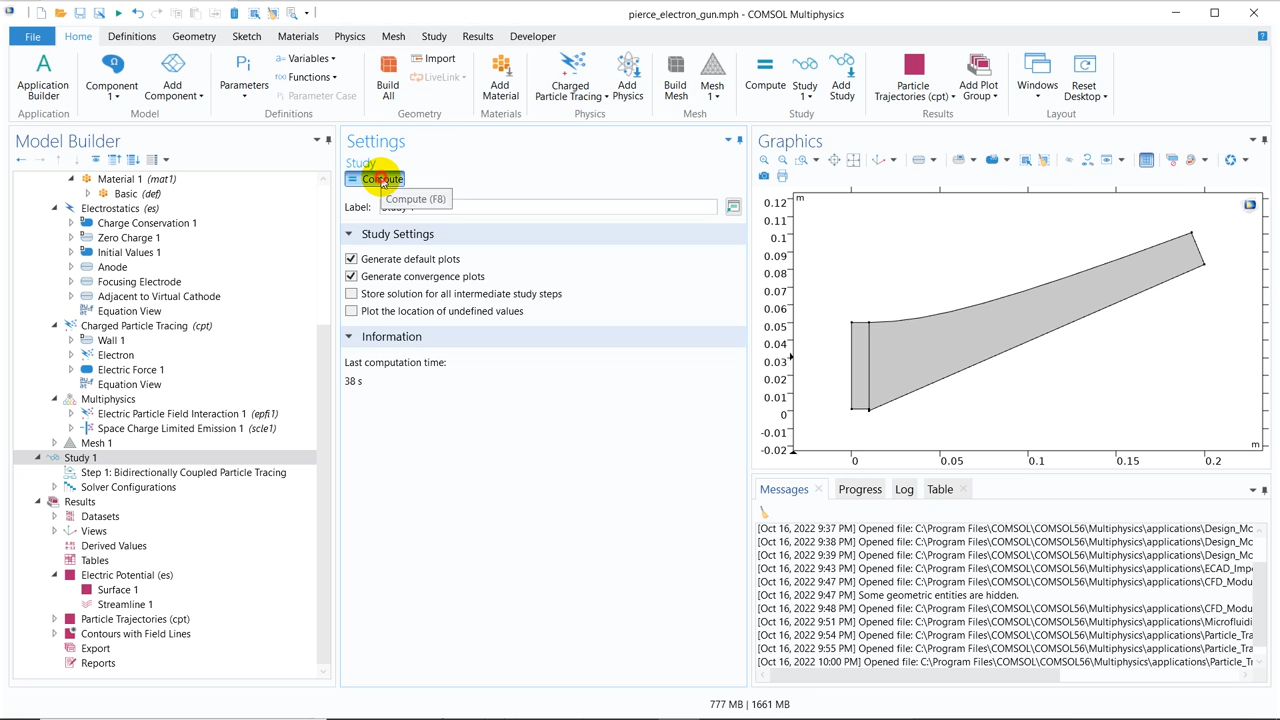 pierce_electron_gun.mph - COMSOL Multiphysics
File Home Definitions Geometry Sketch Materials Physics Mesh Study Results Developer
Application Builder
Component 1
Add Component
Pi Parameters
a= Variables
f(x) Functions
Pi Parameter Case
Build All
Import
LiveLink
Add Material
Charged Particle Tracing
Add Physics
Build Mesh
Mesh 1
Compute
Study 1
Add Study
Particle Trajectories (cpt)
Add Plot Group
Windows
Reset Desktop
Application Model Definitions Geometry Materials Physics Mesh Study Results Layout
Model Builder
Material 1 (mat1)
Basic (def)
Electrostatics (es)
Charge Conservation 1
Zero Charge 1
Initial Values 1
Anode
Focusing Electrode
Adjacent to Virtual Cathode
Equation View
Charged Particle Tracing (cpt)
Wall 1
Electron
Electric Force 1
Equation View
Multiphysics
Electric Particle Field Interaction 1 (epfi1)
Space Charge Limited Emission 1 (scle1)
Mesh 1
Study 1
Step 1: Bidirectionally Coupled Particle Tracing
Solver Configurations
Results
Datasets
Views
Derived Values
Tables
Electric Potential (es)
Surface 1
Streamline 1
Particle Trajectories (cpt)
Contours with Field Lines
Export
Reports
Settings
Study
= Compute
Compute (F8)
Label:
Study Settings
Generate default plots
Generate convergence plots
Store solution for all intermediate study steps
Plot the location of undefined values
Information
Last computation time:
38 s
Graphics
m
0.12
0.11
0.1
0.09
0.08
0.07
0.06
0.05
0.04
0.03
0.02
0.01
0
-0.01
-0.02
m
0 0.05 0.1 0.15 0.2
Messages Progress Log Table
[Oct 16, 2022 9:37 PM] Opened file: C:\Program Files\COMSOL\COMSOL56\Multiphysics\applications\Design_Mc
[Oct 16, 2022 9:38 PM] Opened file: C:\Program Files\COMSOL\COMSOL56\Multiphysics\applications\Design_Mc
[Oct 16, 2022 9:39 PM] Opened file: C:\Program Files\COMSOL\COMSOL56\Multiphysics\applications\Design_Mc
[Oct 16, 2022 9:43 PM] Opened file: C:\Program Files\COMSOL\COMSOL56\Multiphysics\applications\ECAD_Imp
[Oct 16, 2022 9:47 PM] Opened file: C:\Program Files\COMSOL\COMSOL56\Multiphysics\applications\CFD_Modu
[Oct 16, 2022 9:47 PM] Some geometric entities are hidden.
[Oct 16, 2022 9:48 PM] Opened file: C:\Program Files\COMSOL\COMSOL56\Multiphysics\applications\CFD_Modu
[Oct 16, 2022 9:51 PM] Opened file: C:\Program Files\COMSOL\COMSOL56\Multiphysics\applications\Microfluidi
[Oct 16, 2022 9:54 PM] Opened file: C:\Program Files\COMSOL\COMSOL56\Multiphysics\applications\Particle_Tra
[Oct 16, 2022 9:55 PM] Opened file: C:\Program Files\COMSOL\COMSOL56\Multiphysics\applications\Particle_Tra
[Oct 16, 2022 10:00 PM] Opened file: C:\Program Files\COMSOL\COMSOL56\Multiphysics\applications\Particle_Tr
777 MB | 1661 MB